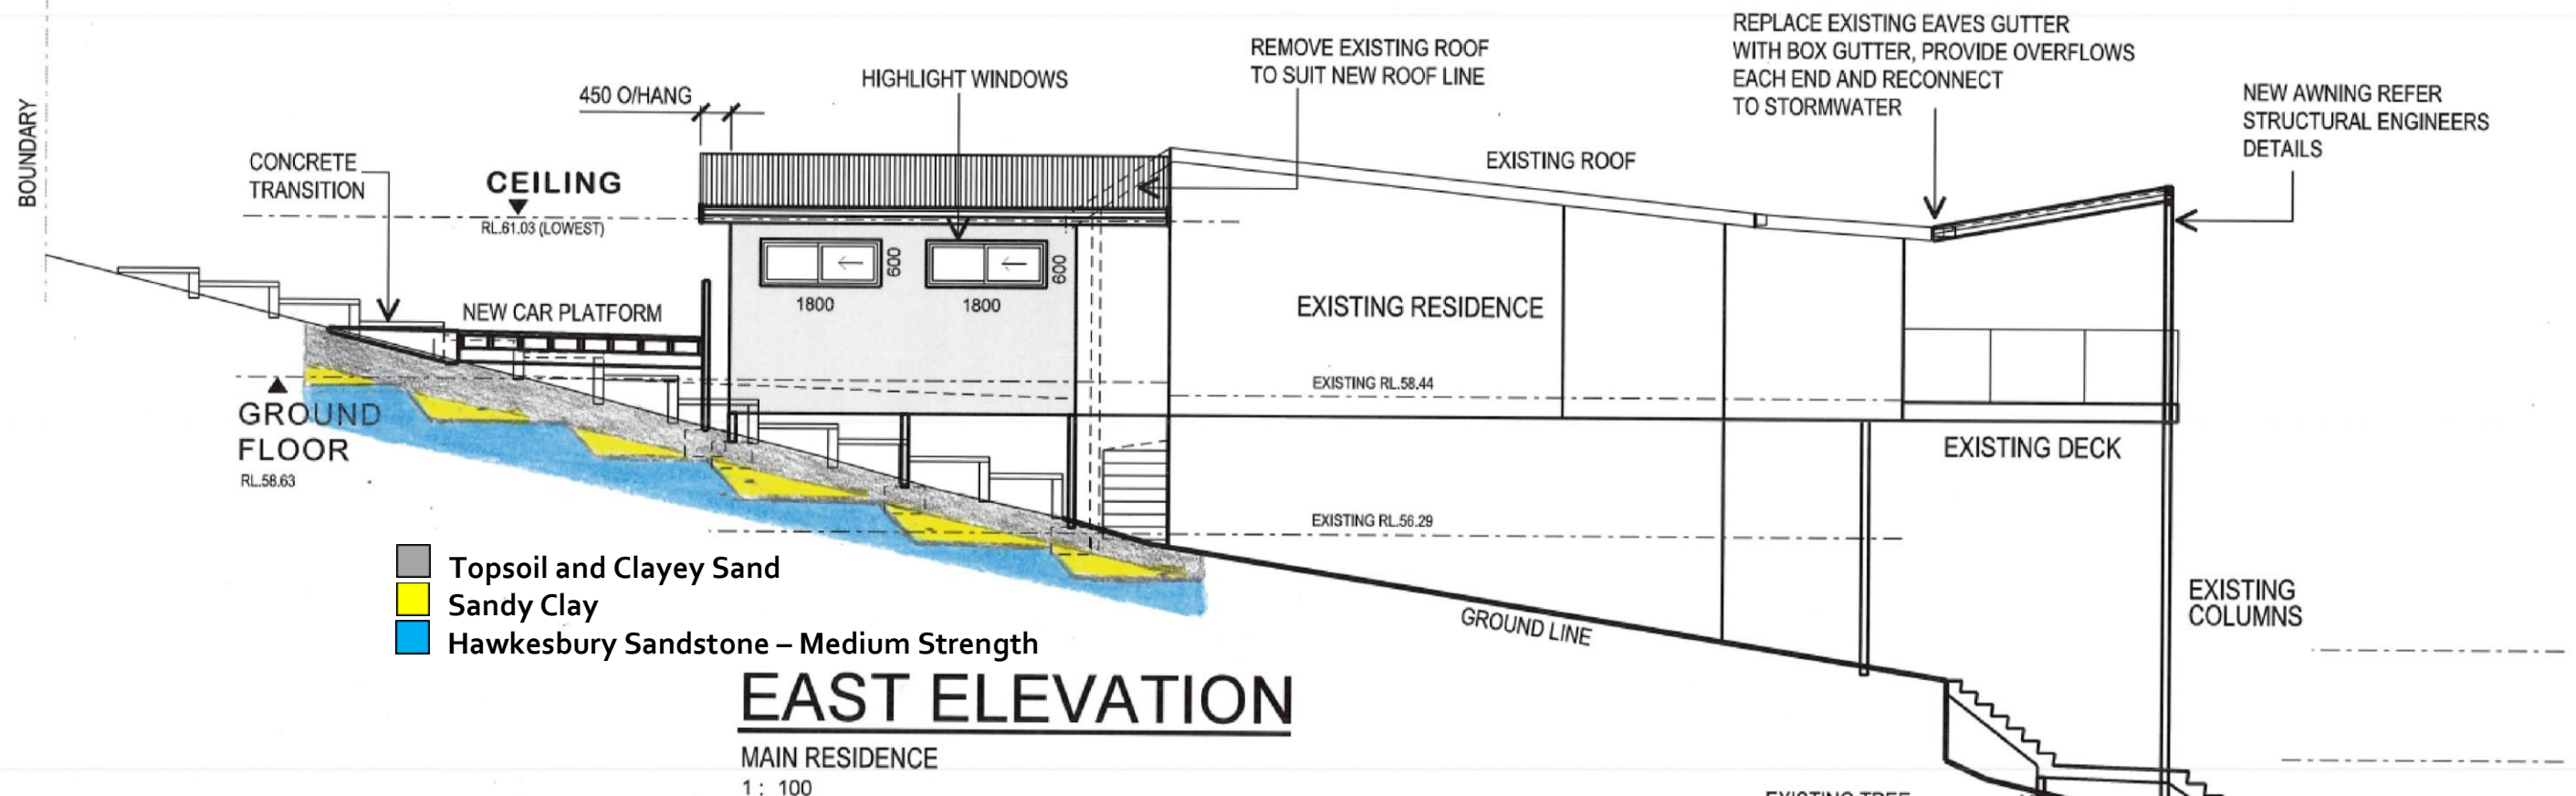 REPLACE EXISTING EAVES GUTTER
WITH BOX GUTTER, PROVIDE OVERFLOWS
EACH END AND RECONNECT
TO STORMWATER
REMOVE EXISTING ROOF
TO SUIT NEW ROOF LINE
HIGHLIGHT WINDOWS
450 O/HANG
NEW AWNING REFER
STRUCTURAL ENGINEERS
DETAILS
BOUNDARY
CONCRETE
TRANSITION
CEILING
RL.61.03 (LOWEST)
EXISTING ROOF
600
600
1800
1800
NEW CAR PLATFORM
EXISTING RESIDENCE
EXISTING RL.58.44
GROUND
FLOOR
RL.58.63
EXISTING DECK
EXISTING RL.56.29
Topsoil and Clayey Sand
Sandy Clay
Hawkesbury Sandstone – Medium Strength
GROUND LINE
EXISTING
COLUMNS
EAST ELEVATION
MAIN RESIDENCE
1 : 100
EXISTING TREE